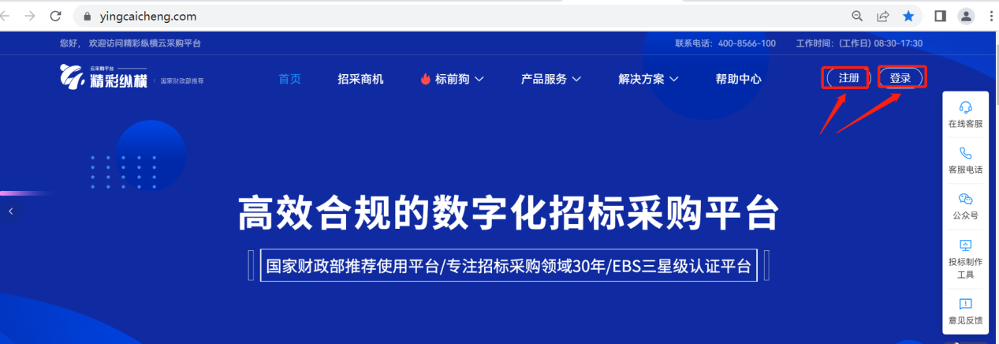 yingcaicheng.com
您好， 欢迎访问精彩纵横云采购平台
联系电话：400-8566-100 工作时间：(工作日) 08:30-17:30
云采购平台
精彩纵横 国家财政部推荐
首页 招采商机 标前狗 产品服务 解决方案 帮助中心 注册 登录
在线客服
客服电话
公众号
投标制作
工具
意见反馈
高效合规的数字化招标采购平台
国家财政部推荐使用平台/专注招标采购领域30年/EBS三星级认证平台